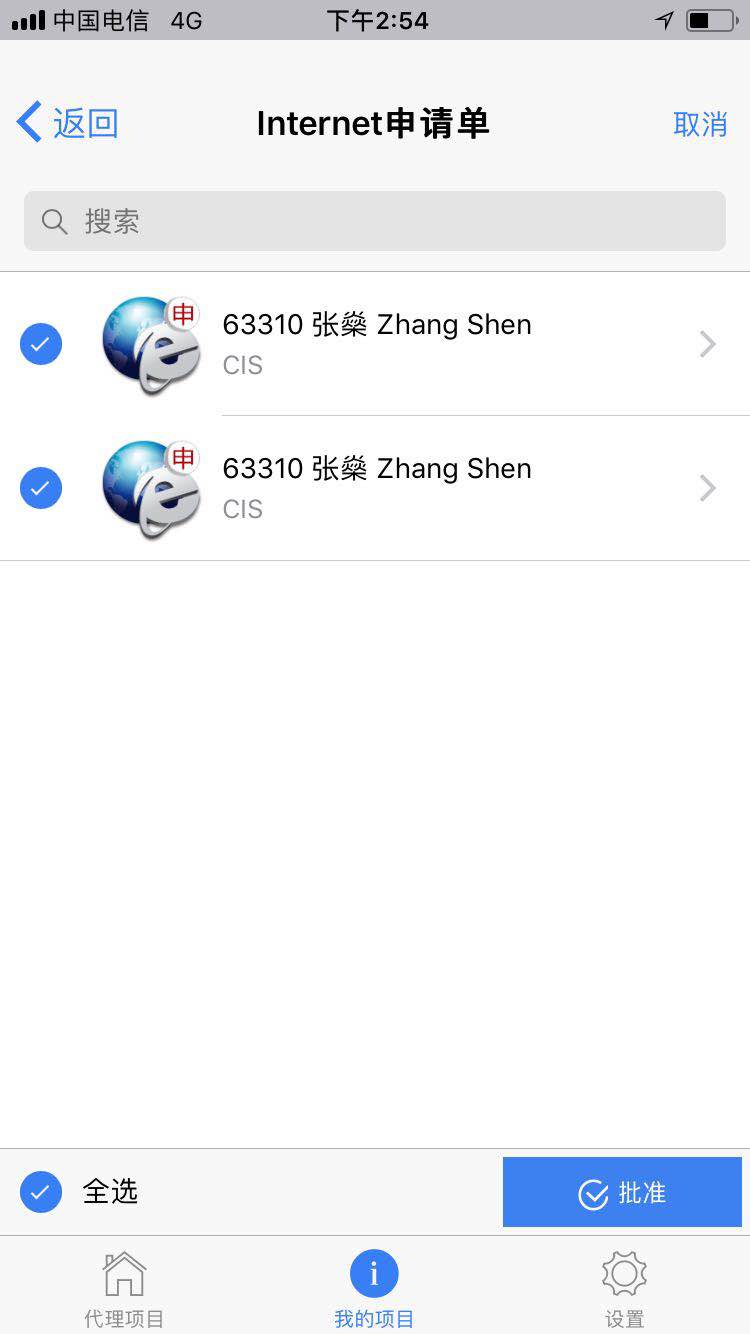 中国电信 4G 下午2:54
返回 Internet申请单 取消
搜索
申
63310 张燊 Zhang Shen
CIS
申
63310 张燊 Zhang Shen
CIS
全选 批准
代理项目 我的项目 设置